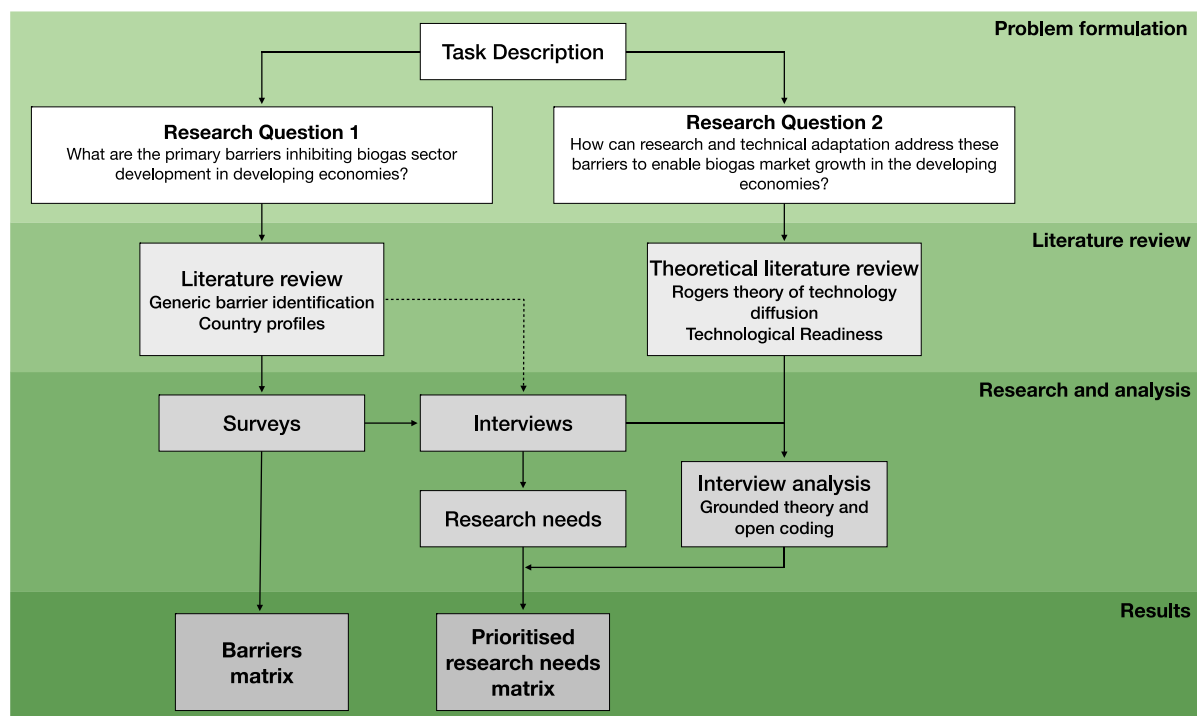 Problem formulation
Task Description
Research Question 1
What are the primary barriers inhibiting biogas sector
development in developing economies?
Research Question 2
How can research and technical adaptation address these
barriers to enable biogas market growth in the developing
economies?
Literature review
Literature review
Generic barrier identification
Country profiles
Theoretical literature review
Rogers theory of technology
diffusion
Technological Readiness
Research and analysis
Surveys
Interviews
Interview analysis
Grounded theory and
open coding
Research needs
Results
Barriers
matrix
Prioritised
research needs
matrix